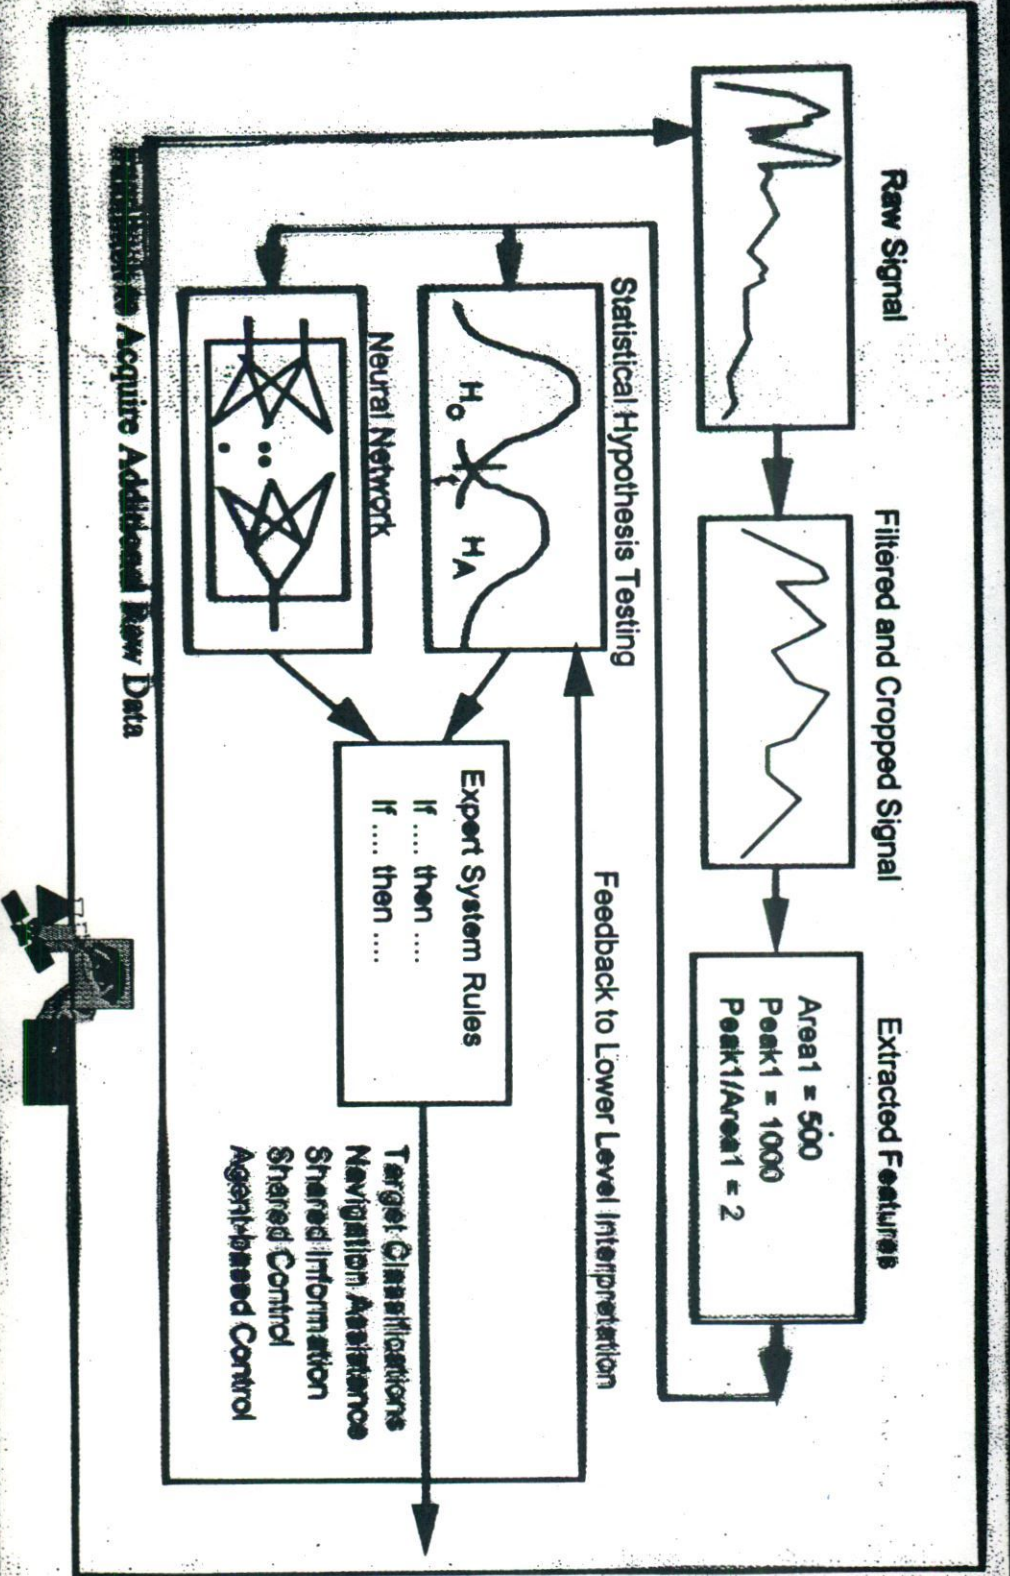 Raw Signal
Filtered and Cropped Signal
Extracted Features
Area1 = 500
Peak1 = 1000
Peak1/Area1 = 2
Statistical Hypothesis Testing
H0
t
HA
Feedback to Lower Level Interpretation
Neural Network
Expert System Rules
If .... then ....
If .... then ....
Target Classifications
Navigation Assistance
Shared Information
Shared Control
Agent-based Control
to Acquire Additional Raw Data